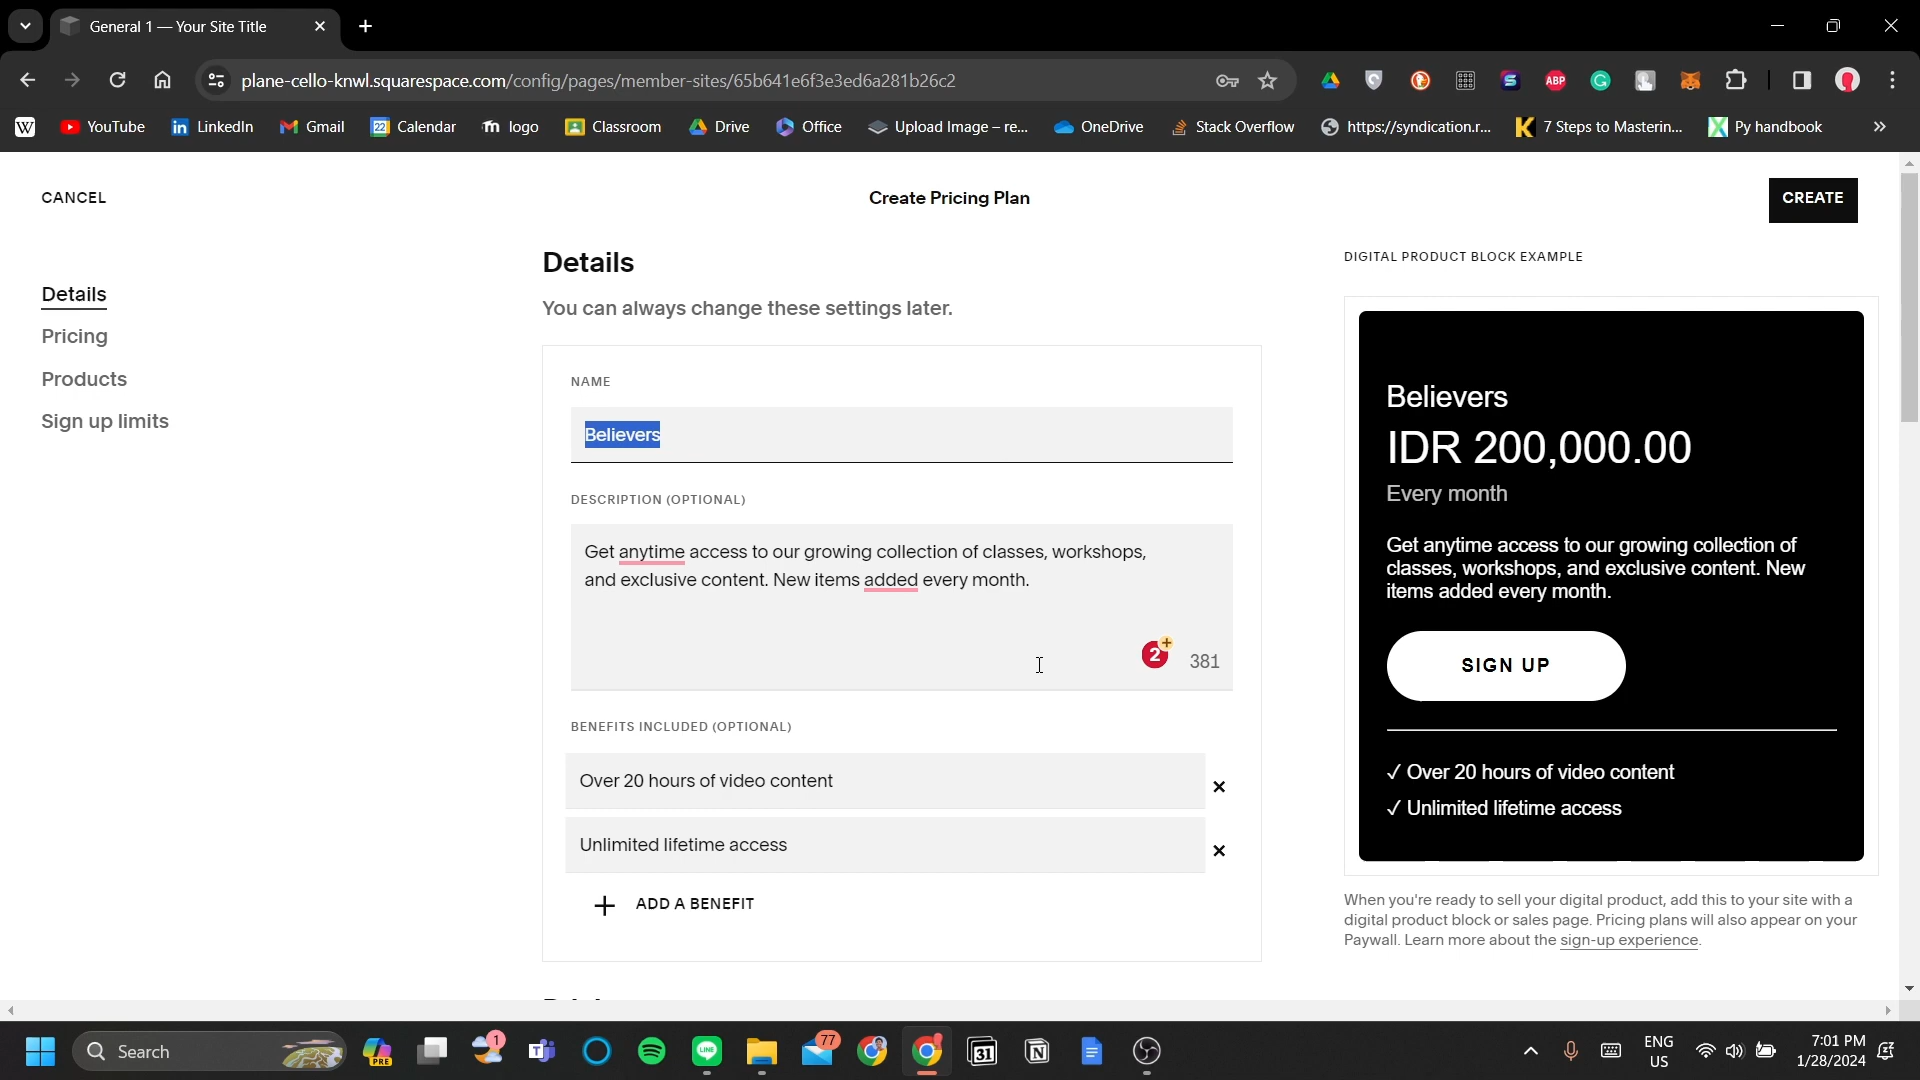 General 1 — Your Site Title
plane-cello-knwl.squarespace.com/config/pages/member-sites/65b641e6f3e3ed6a281b26c2
ABP
W YouTube LinkedIn Gmail 22 Calendar logo Classroom Drive Office Upload Image – re... OneDrive Stack Overflow https://syndication.r... 7 Steps to Masterin... Py handbook »
CANCEL
Create Pricing Plan
CREATE
Details
Pricing
Products
Sign up limits
Details
You can always change these settings later.
NAME
Believers
DESCRIPTION (OPTIONAL)
Get anytime access to our growing collection of classes, workshops,
and exclusive content. New items added every month.
2
381
BENEFITS INCLUDED (OPTIONAL)
Over 20 hours of video content
Unlimited lifetime access
ADD A BENEFIT
DIGITAL PRODUCT BLOCK EXAMPLE
Believers
IDR 200,000.00
Every month
Get anytime access to our growing collection of
classes, workshops, and exclusive content. New
items added every month.
SIGN UP
✓ Over 20 hours of video content
✓ Unlimited lifetime access
When you're ready to sell your digital product, add this to your site with a
digital product block or sales page. Pricing plans will also appear on your
Paywall. Learn more about the sign-up experience.
Search
PRE
1
LINE
77
31
ENG
US
7:01 PM
1/28/2024